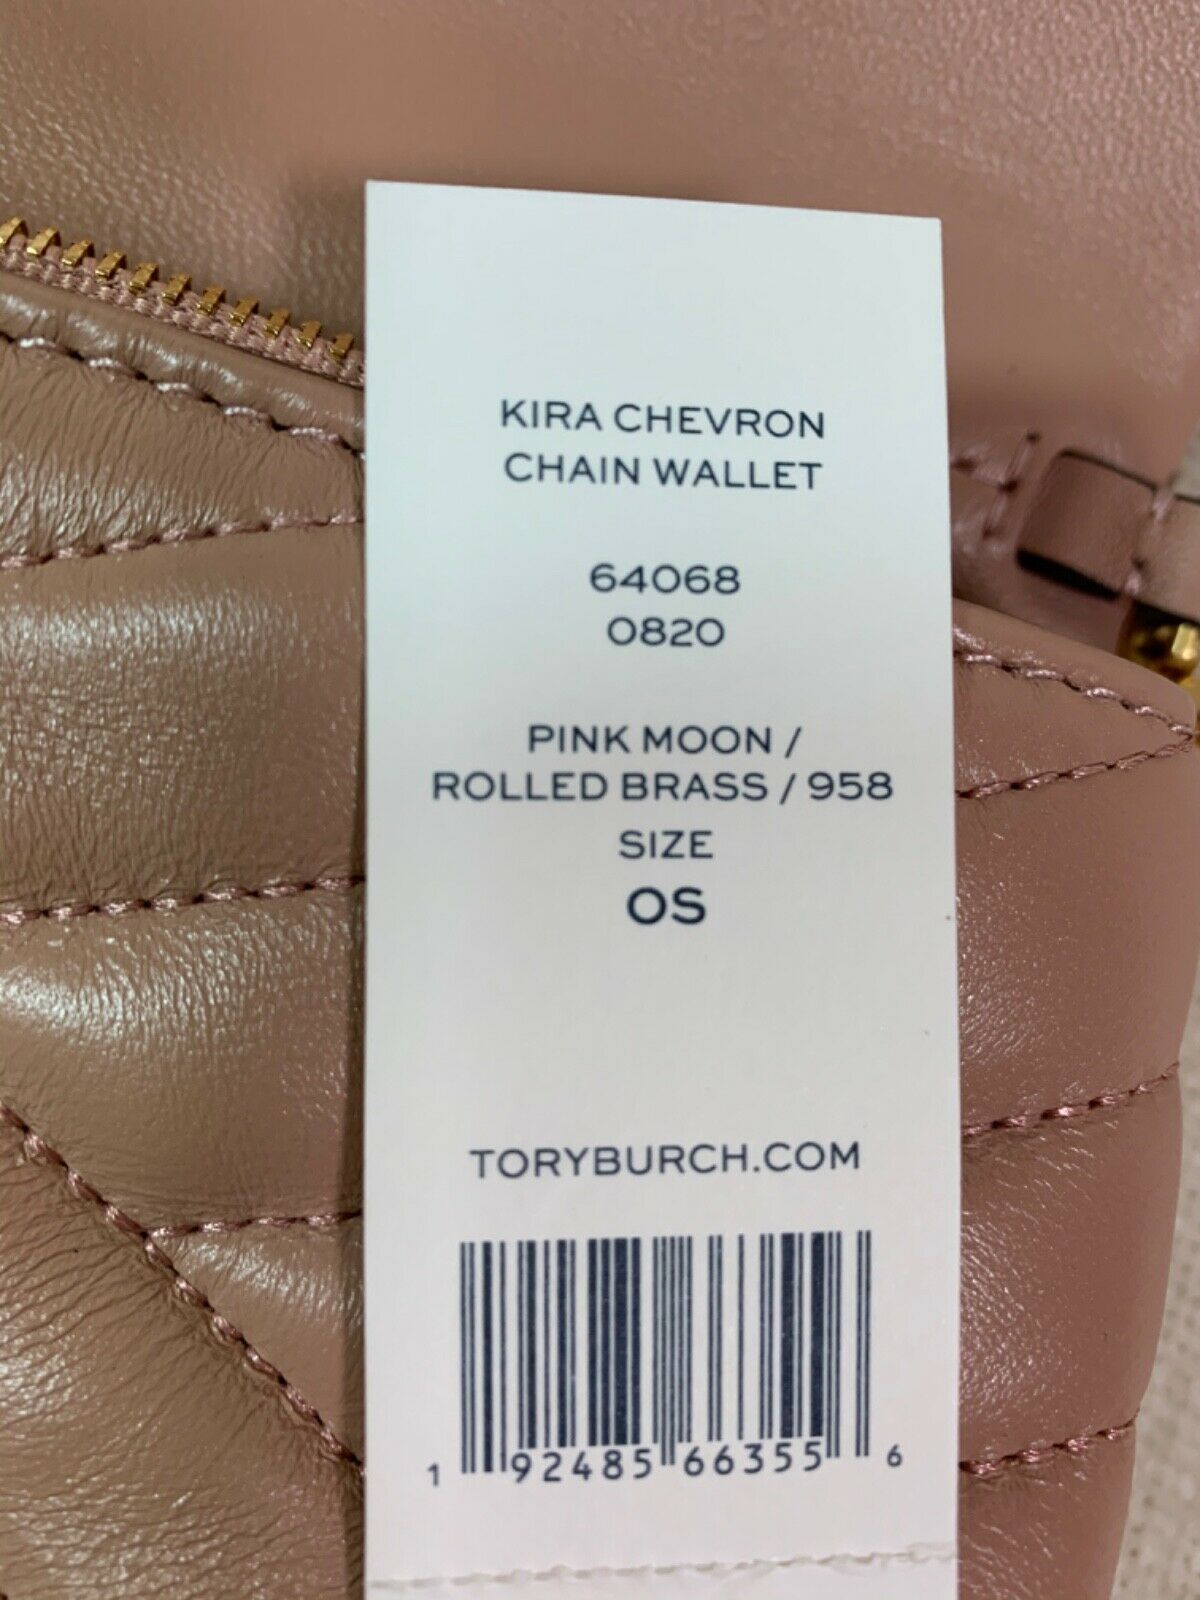 KIRA CHEVRON
CHAIN WALLET
64068
0820
PINK MOON /
ROLLED BRASS / 958
SIZE
OS
TORYBURCH.COM
1 92485 66355 6